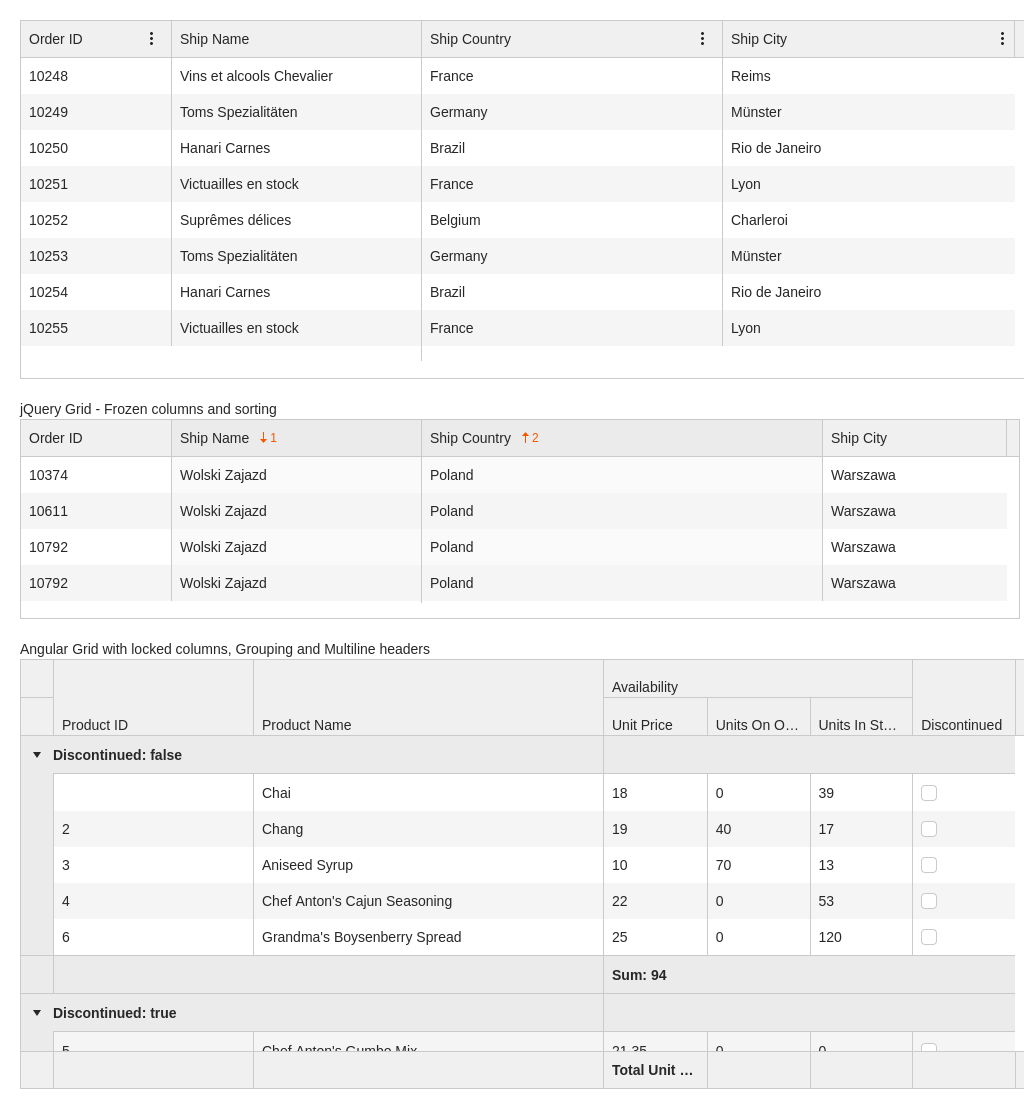 Order ID Ship Name Ship Country Ship City
10248 Vins et alcools Chevalier France Reims
10249 Toms Spezialitäten Germany Münster
10250 Hanari Carnes Brazil Rio de Janeiro
10251 Victuailles en stock France Lyon
10252 Suprêmes délices Belgium Charleroi
10253 Toms Spezialitäten Germany Münster
10254 Hanari Carnes Brazil Rio de Janeiro
10255 Victuailles en stock France Lyon
jQuery Grid - Frozen columns and sorting
Order ID Ship Name ↓1 Ship Country ↑2 Ship City
10374 Wolski Zajazd Poland Warszawa
10611 Wolski Zajazd Poland Warszawa
10792 Wolski Zajazd Poland Warszawa
10792 Wolski Zajazd Poland Warszawa
Angular Grid with locked columns, Grouping and Multiline headers
Availability
Product ID Product Name Unit Price Units On O... Units In St... Discontinued
Discontinued: false
Chai 18 0 39
2 Chang 19 40 17
3 Aniseed Syrup 10 70 13
4 Chef Anton's Cajun Seasoning 22 0 53
6 Grandma's Boysenberry Spread 25 0 120
Sum: 94
Discontinued: true
5 Chef Anton's Gumbo Mix 21.35 0 0
Total Unit ...